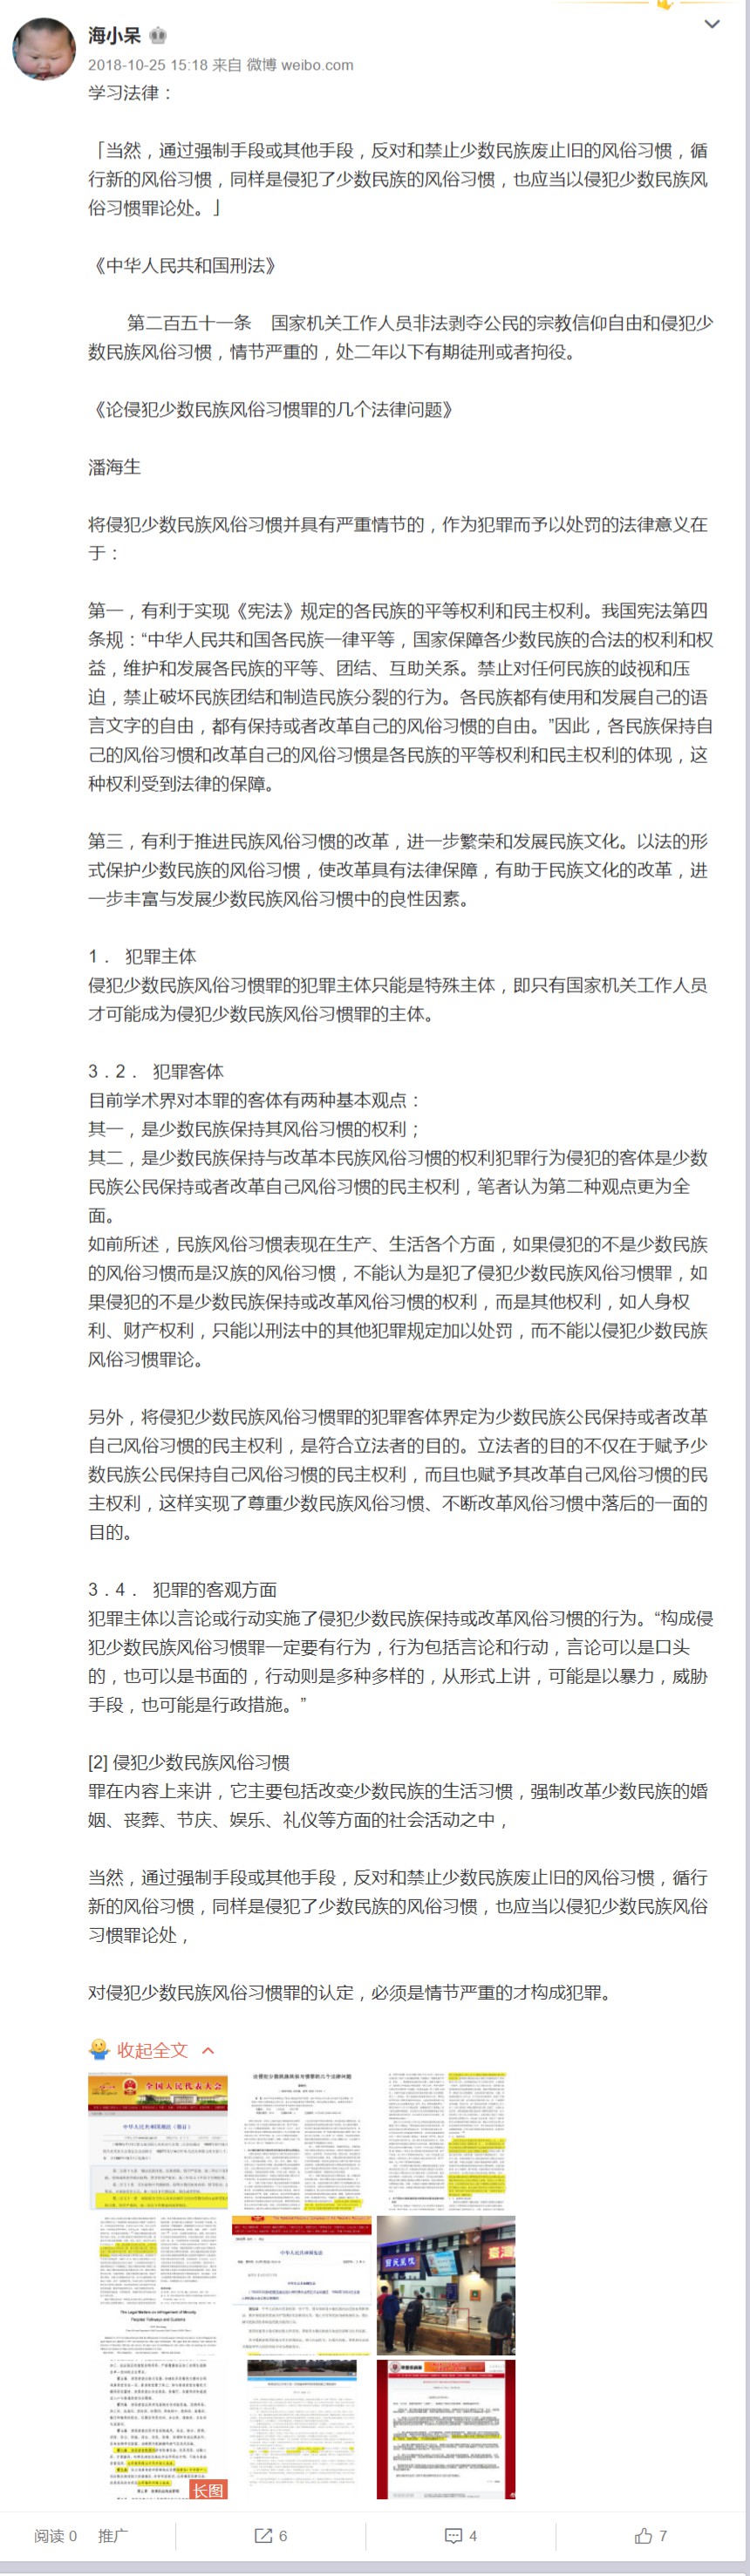 海小呆
2018-10-25 15:18 来自 微博 weibo.com
学习法律：
「当然，通过强制手段或其他手段，反对和禁止少数民族废止旧的风俗习惯，循
行新的风俗习惯，同样是侵犯了少数民族的风俗习惯，也应当以侵犯少数民族风
俗习惯罪论处。」
《中华人民共和国刑法》
第二百五十一条　国家机关工作人员非法剥夺公民的宗教信仰自由和侵犯少
数民族风俗习惯，情节严重的，处二年以下有期徒刑或者拘役。
《论侵犯少数民族风俗习惯罪的几个法律问题》
潘海生
将侵犯少数民族风俗习惯并具有严重情节的，作为犯罪而予以处罚的法律意义在
于：
第一，有利于实现《宪法》规定的各民族的平等权利和民主权利。我国宪法第四
条规：“中华人民共和国各民族一律平等，国家保障各少数民族的合法的权利和权
益，维护和发展各民族的平等、团结、互助关系。禁止对任何民族的歧视和压
迫，禁止破坏民族团结和制造民族分裂的行为。各民族都有使用和发展自己的语
言文字的自由，都有保持或者改革自己的风俗习惯的自由。”因此，各民族保持自
己的风俗习惯和改革自己的风俗习惯是各民族的平等权利和民主权利的体现，这
种权利受到法律的保障。
第三，有利于推进民族风俗习惯的改革，进一步繁荣和发展民族文化。以法的形
式保护少数民族的风俗习惯，使改革具有法律保障，有助于民族文化的改革，进
一步丰富与发展少数民族风俗习惯中的良性因素。
1． 犯罪主体
侵犯少数民族风俗习惯罪的犯罪主体只能是特殊主体，即只有国家机关工作人员
才可能成为侵犯少数民族风俗习惯罪的主体。
3．2． 犯罪客体
目前学术界对本罪的客体有两种基本观点：
其一，是少数民族保持其风俗习惯的权利；
其二，是少数民族保持与改革本民族风俗习惯的权利犯罪行为侵犯的客体是少数
民族公民保持或者改革自己风俗习惯的民主权利，笔者认为第二种观点更为全
面。
如前所述，民族风俗习惯表现在生产、生活各个方面，如果侵犯的不是少数民族
的风俗习惯而是汉族的风俗习惯，不能认为是犯了侵犯少数民族风俗习惯罪，如
果侵犯的不是少数民族保持或改革风俗习惯的权利，而是其他权利，如人身权
利、财产权利，只能以刑法中的其他犯罪规定加以处罚，而不能以侵犯少数民族
风俗习惯罪论。
另外，将侵犯少数民族风俗习惯罪的犯罪客体界定为少数民族公民保持或者改革
自己风俗习惯的民主权利，是符合立法者的目的。立法者的目的不仅在于赋予少
数民族公民保持自己风俗习惯的民主权利，而且也赋予其改革自己风俗习惯的民
主权利，这样实现了尊重少数民族风俗习惯、不断改革风俗习惯中落后的一面的
目的。
3．4． 犯罪的客观方面
犯罪主体以言论或行动实施了侵犯少数民族保持或改革风俗习惯的行为。“构成侵
犯少数民族风俗习惯罪一定要有行为，行为包括言论和行动，言论可以是口头
的，也可以是书面的，行动则是多种多样的，从形式上讲，可能是以暴力，威胁
手段，也可能是行政措施。”
[2] 侵犯少数民族风俗习惯
罪在内容上来讲，它主要包括改变少数民族的生活习惯，强制改革少数民族的婚
姻、丧葬、节庆、娱乐、礼仪等方面的社会活动之中，
当然，通过强制手段或其他手段，反对和禁止少数民族废止旧的风俗习惯，循行
新的风俗习惯，同样是侵犯了少数民族的风俗习惯，也应当以侵犯少数民族风俗
习惯罪论处，
对侵犯少数民族风俗习惯罪的认定，必须是情节严重的才构成犯罪。
收起全文
全国人民代表大会
中华人民共和国刑法（修订）
论侵犯少数民族风俗习惯罪的几个法律问题
中华人民共和国宪法
长图
阅读 0 推广 6 4 7